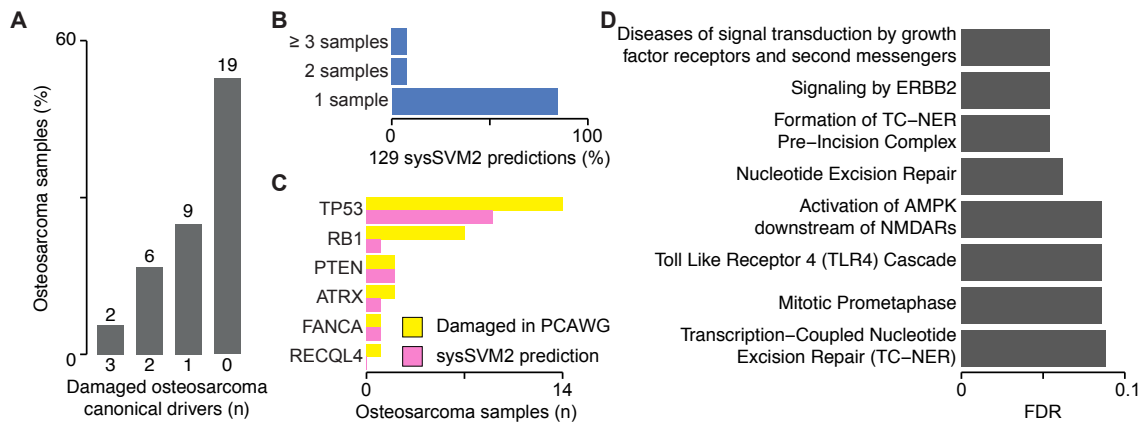 A
60
Osteosarcoma samples (%)
0
2
6
9
19
3
2
1
0
Damaged osteosarcoma
canonical drivers (n)
B
≥ 3 samples
2 samples
1 sample
0
100
129 sysSVM2 predictions (%)
C
TP53
RB1
PTEN
ATRX
FANCA
RECQL4
Damaged in PCAWG
sysSVM2 prediction
0
14
Osteosarcoma samples (n)
D
Diseases of signal transduction by growth
factor receptors and second messengers
Signaling by ERBB2
Formation of TC−NER
Pre−Incision Complex
Nucleotide Excision Repair
Activation of AMPK
downstream of NMDARs
Toll Like Receptor 4 (TLR4) Cascade
Mitotic Prometaphase
Transcription−Coupled Nucleotide
Excision Repair (TC−NER)
0
0.1
FDR